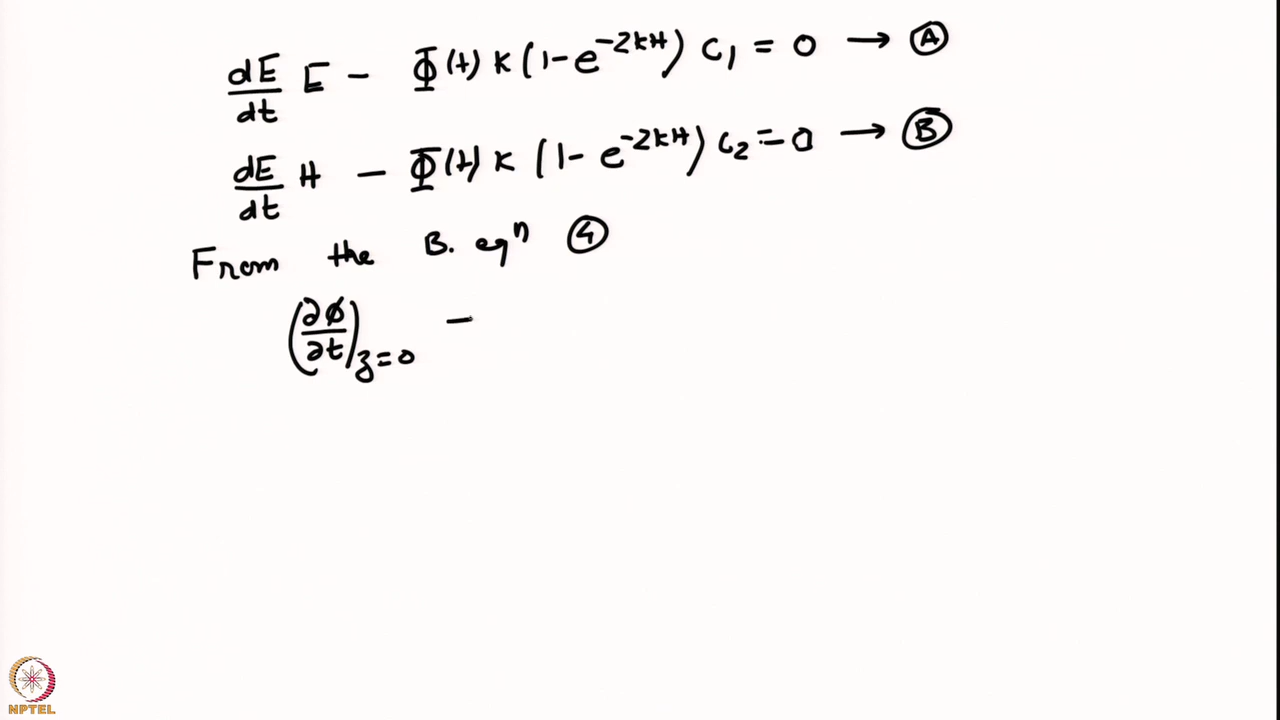 dE/dt E − Φ(t) k (1 − e^{−2kH}) C₁ = 0 → Ⓐ
dE/dt H − Φ(t) k (1 − e^{−2kH}) C₂ = 0 → Ⓑ
From the B. eqⁿ ④
(∂ϕ/∂t)_{z=0} −
NPTEL